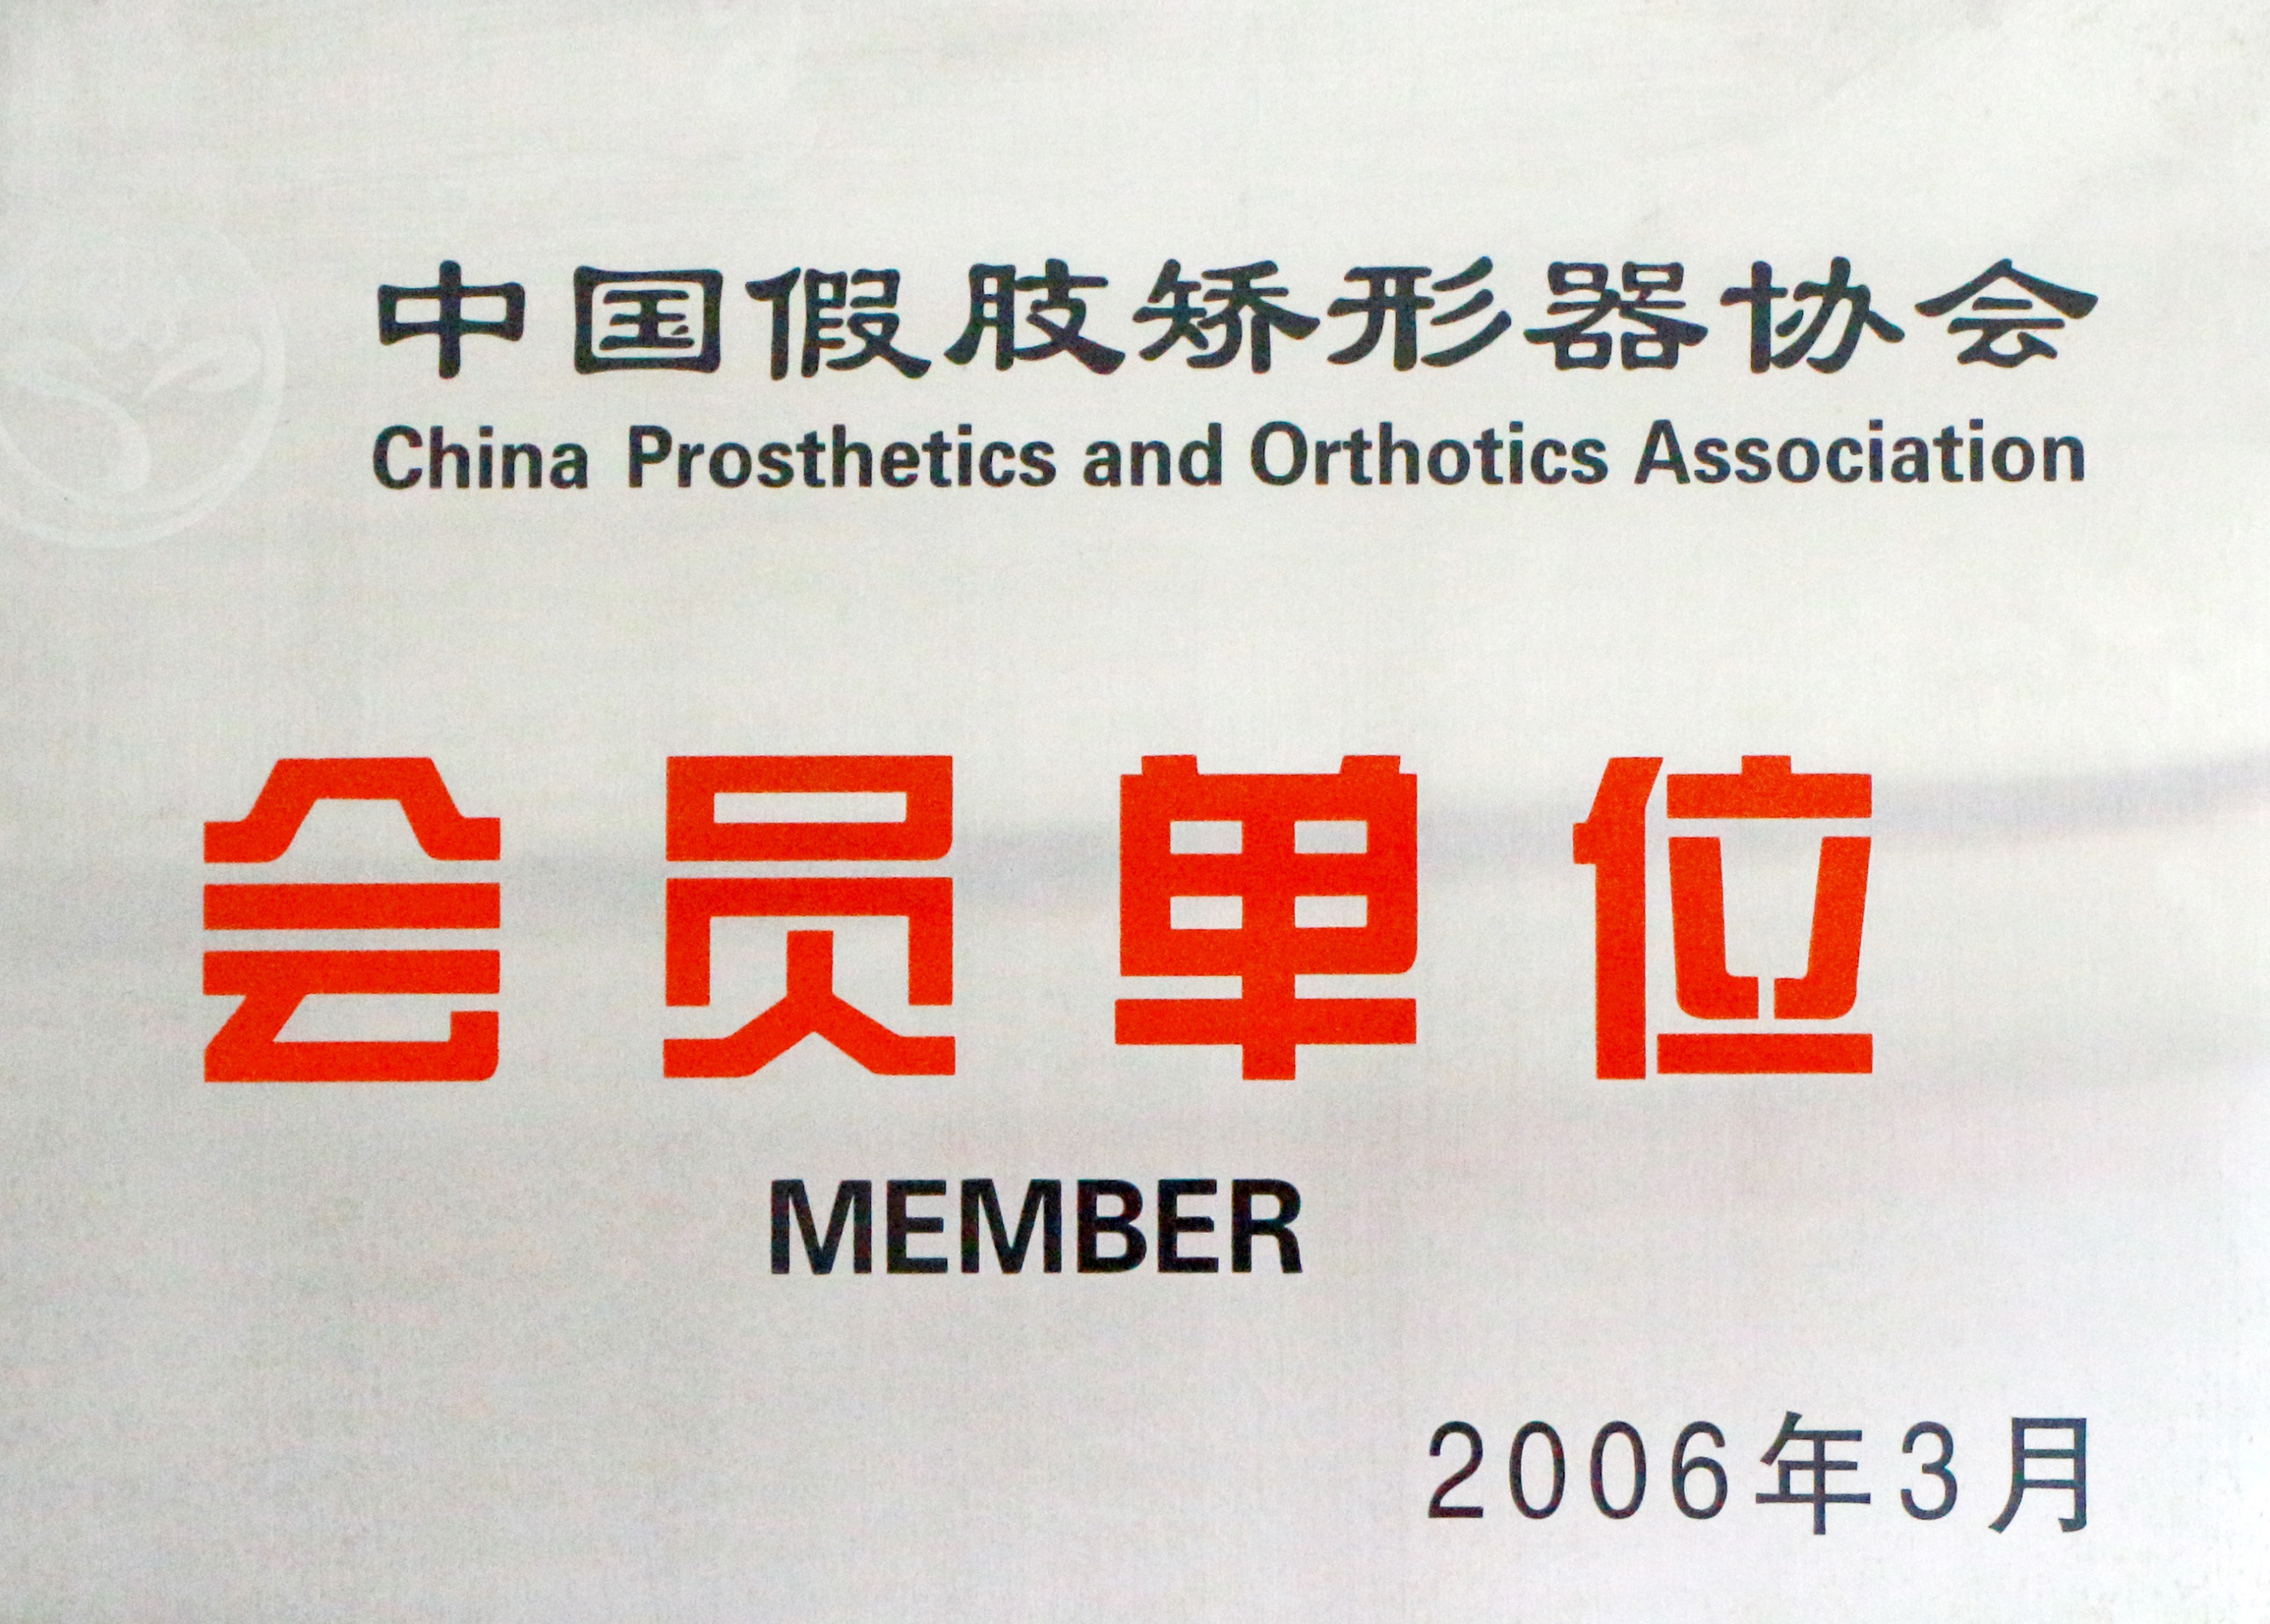 中国假肢矫形器协会
China Prosthetics and Orthotics Association
会员单位
MEMBER
2006年3月